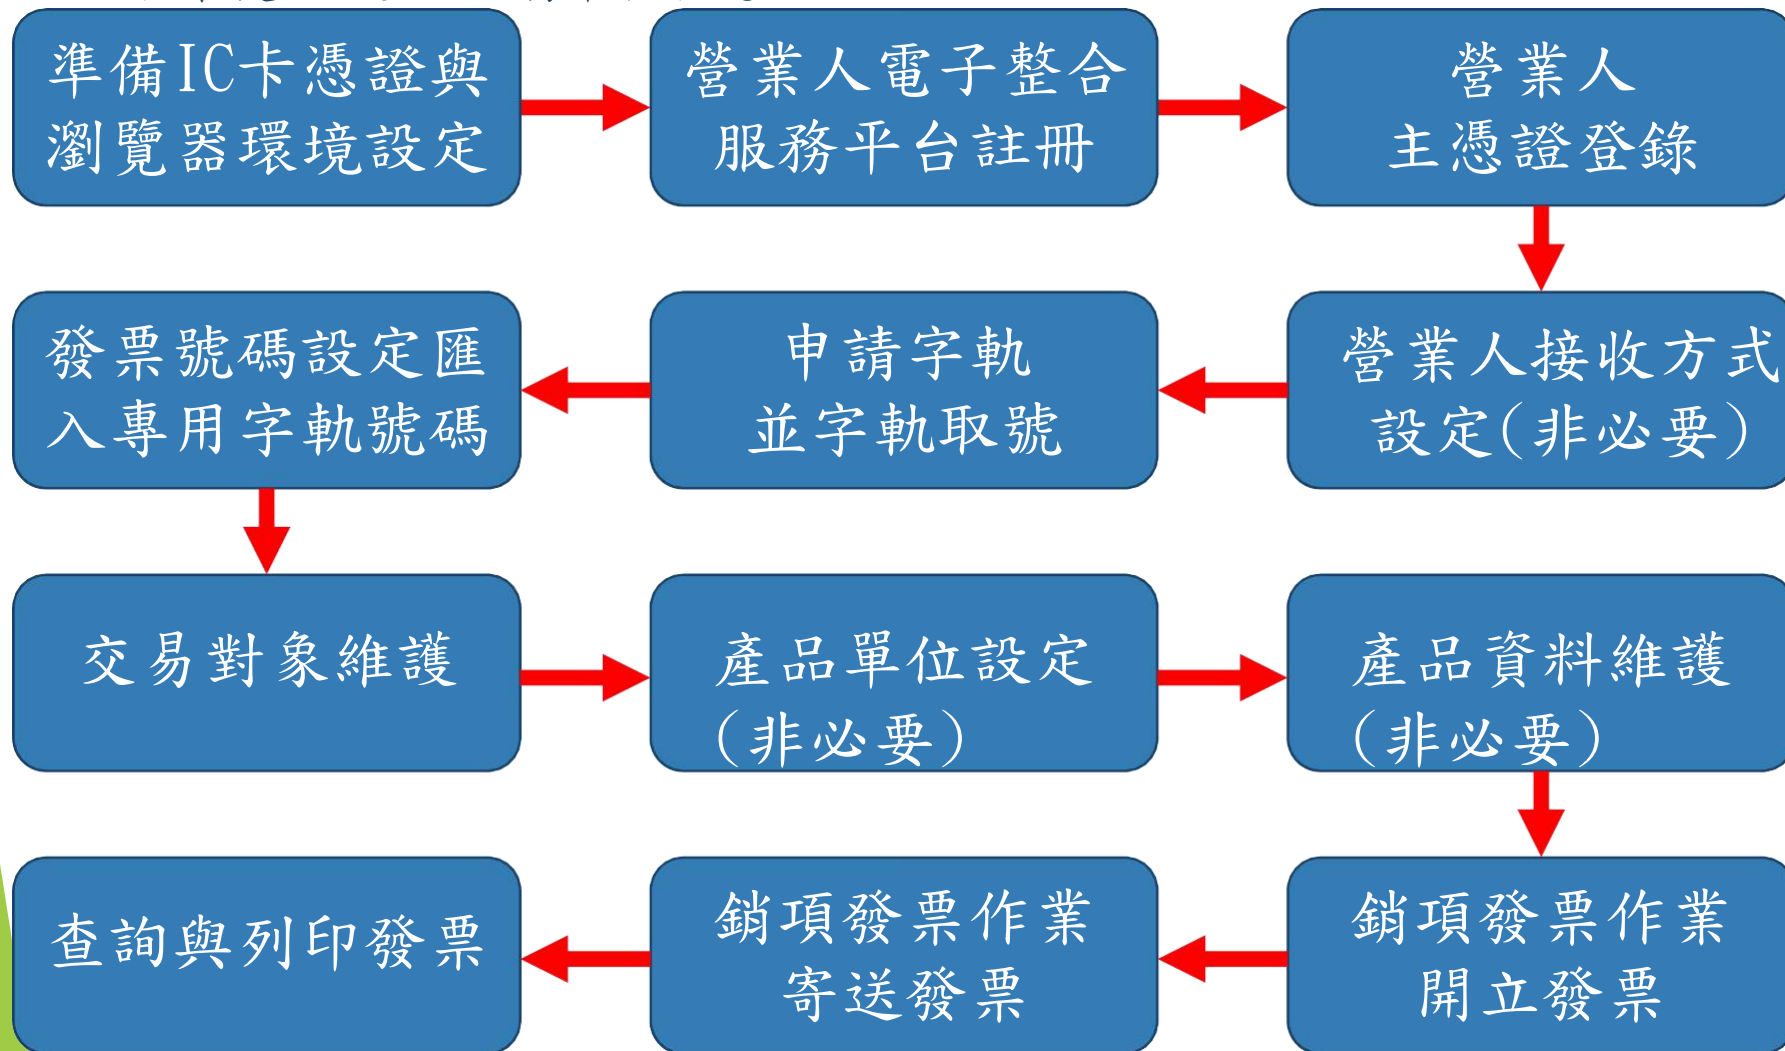 準備IC卡憑證與
瀏覽器環境設定
營業人電子整合
服務平台註冊
營業人
主憑證登錄
營業人接收方式
設定(非必要)
申請字軌
並字軌取號
發票號碼設定匯
入專用字軌號碼
交易對象維護
產品單位設定
(非必要)
產品資料維護
(非必要)
銷項發票作業
開立發票
銷項發票作業
寄送發票
查詢與列印發票